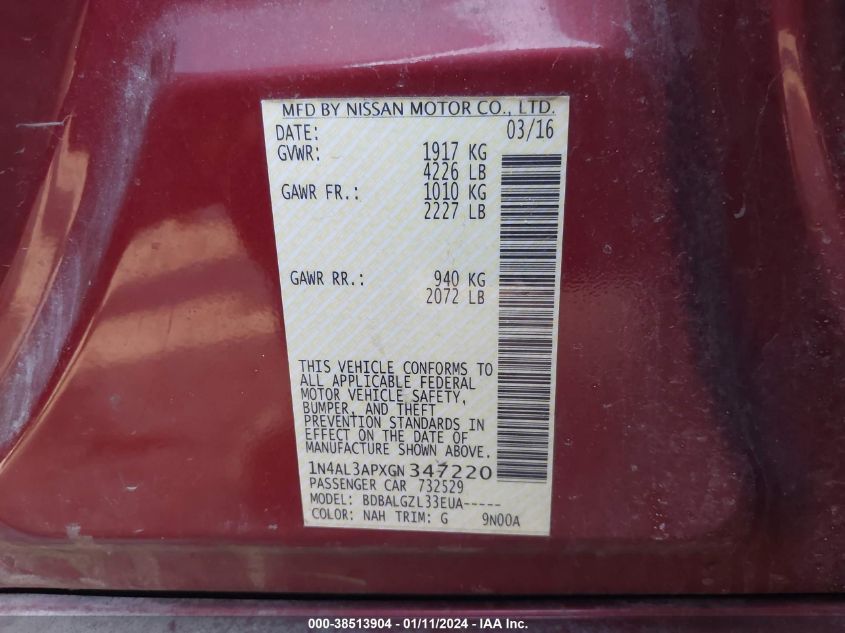 MFD BY NISSAN MOTOR CO., LTD.
DATE: 03/16
GVWR: 1917 KG
4226 LB
GAWR FR.: 1010 KG
2227 LB
GAWR RR.: 940 KG
2072 LB
THIS VEHICLE CONFORMS TO
ALL APPLICABLE FEDERAL
MOTOR VEHICLE SAFETY,
BUMPER, AND THEFT
PREVENTION STANDARDS IN
EFFECT ON THE DATE OF
MANUFACTURE SHOWN ABOVE.
1N4AL3APXGN347220
PASSENGER CAR 732529
MODEL: BDBALGZL33EUA-----
COLOR: NAH TRIM: G 9N00A
000-38513904 - 01/11/2024 - IAA Inc.